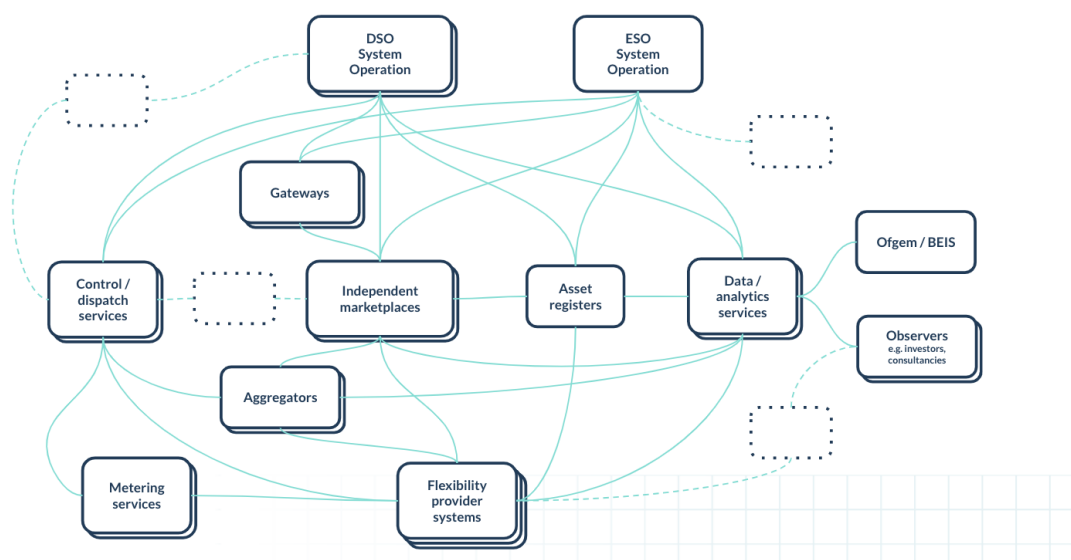 DSO
System
Operation
ESO
System
Operation
Gateways
Ofgem / BEIS
Control /
dispatch
services
Independent
marketplaces
Asset
registers
Data /
analytics
services
Observers
e.g. investors,
consultancies
Aggregators
Metering
services
Flexibility
provider
systems